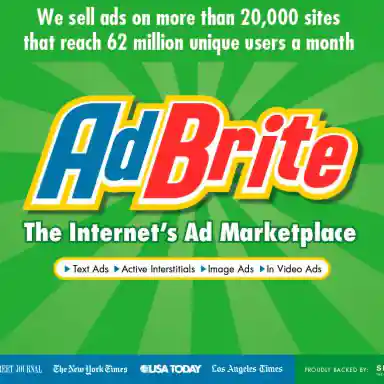 We sell ads on more than 20,000 sites
that reach 62 million unique users a month
AdBrite
The Internet's Ad Marketplace
Text Ads Active Interstitials Image Ads In Video Ads
JOURNAL The New York Times USA TODAY Los Angeles Times PROUDLY BACKED BY: